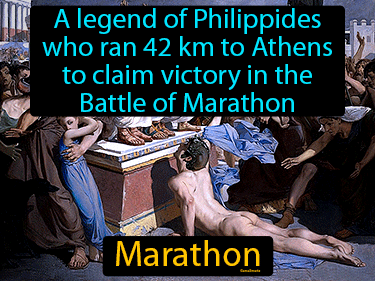 A legend of Philippides
who ran 42 km to Athens
to claim victory in the
Battle of Marathon
Marathon